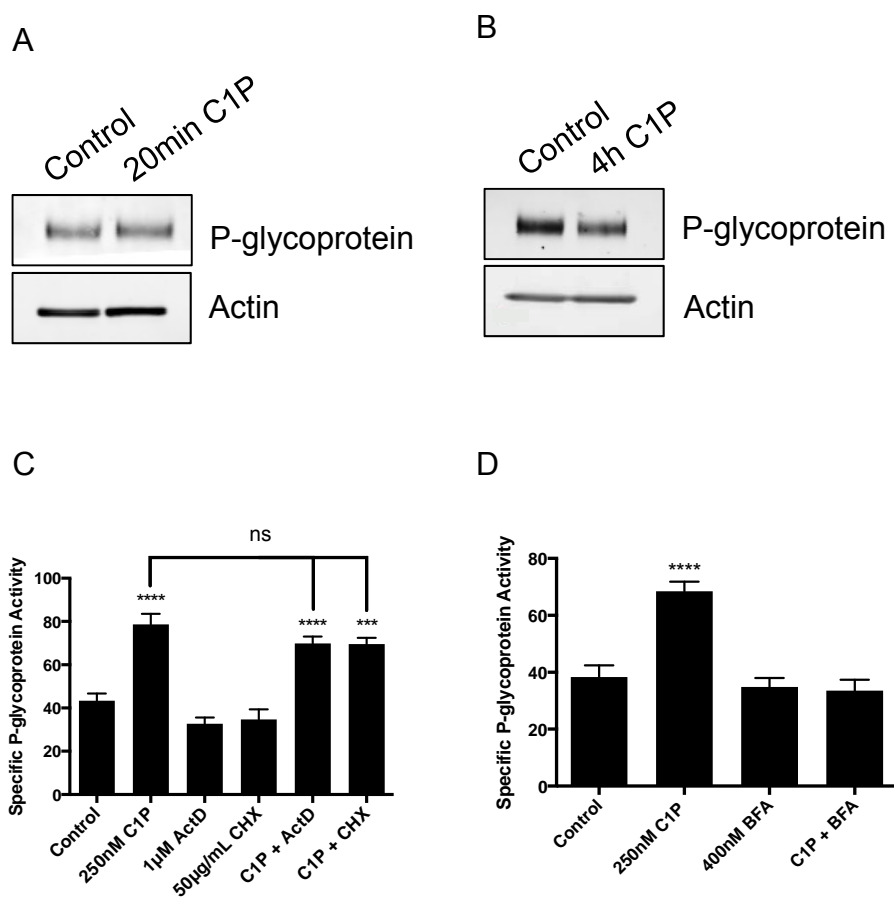 A
Control
20min C1P
P-glycoprotein
Actin
B
Control
4h C1P
P-glycoprotein
Actin
C
ns
Specific P-glycoprotein Activity
100
80
60
40
20
0
****
****
***
Control
250nM C1P
1µM ActD
50µg/mL CHX
C1P + ActD
C1P + CHX
D
Specific P-glycoprotein Activity
80
60
40
20
0
****
Control
250nM C1P
400nM BFA
C1P + BFA